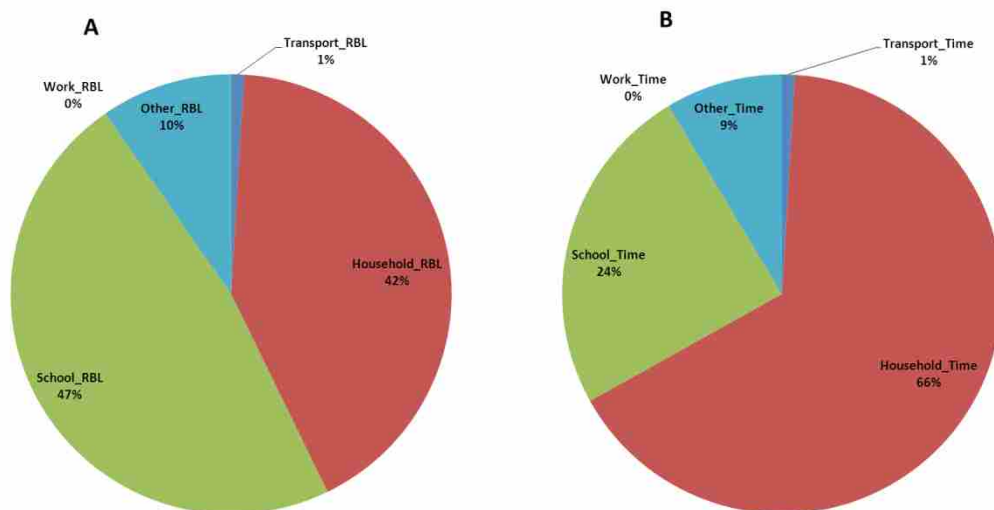 A
Transport_RBL
1%
Work_RBL
0%
Other_RBL
10%
Household_RBL
42%
School_RBL
47%
B
Transport_Time
1%
Work_Time
0%
Other_Time
9%
School_Time
24%
Household_Time
66%